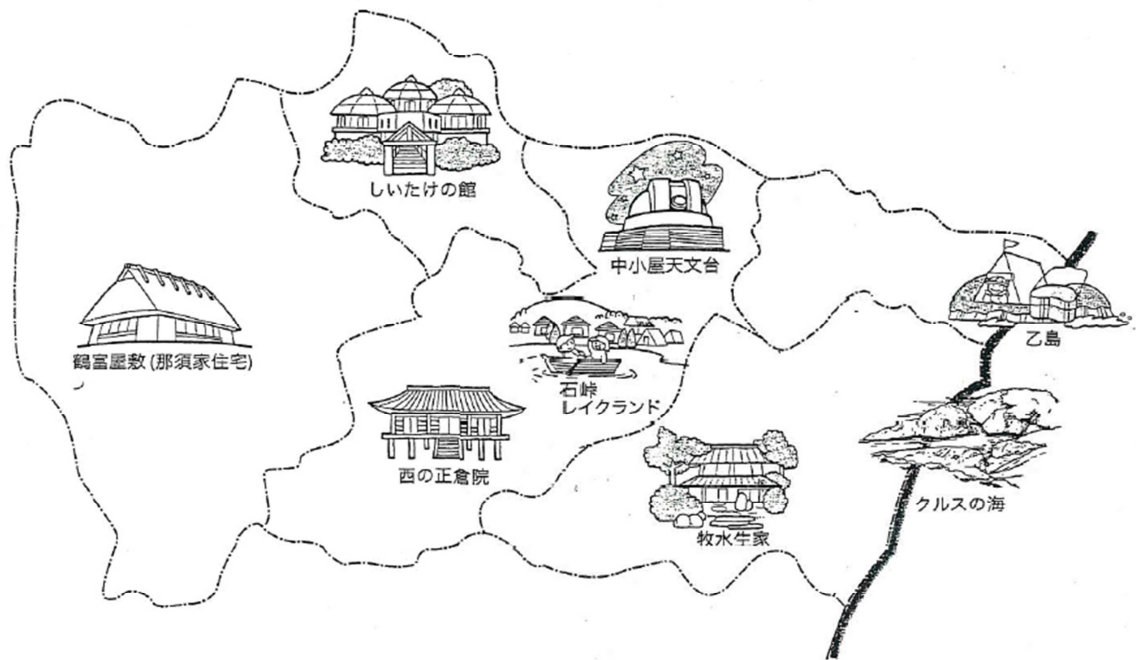 しいたけの館
中小屋天文台
乙島
鶴富屋敷(那須家住宅)
石峠
レイクランド
西の正倉院
クルスの海
牧水生家